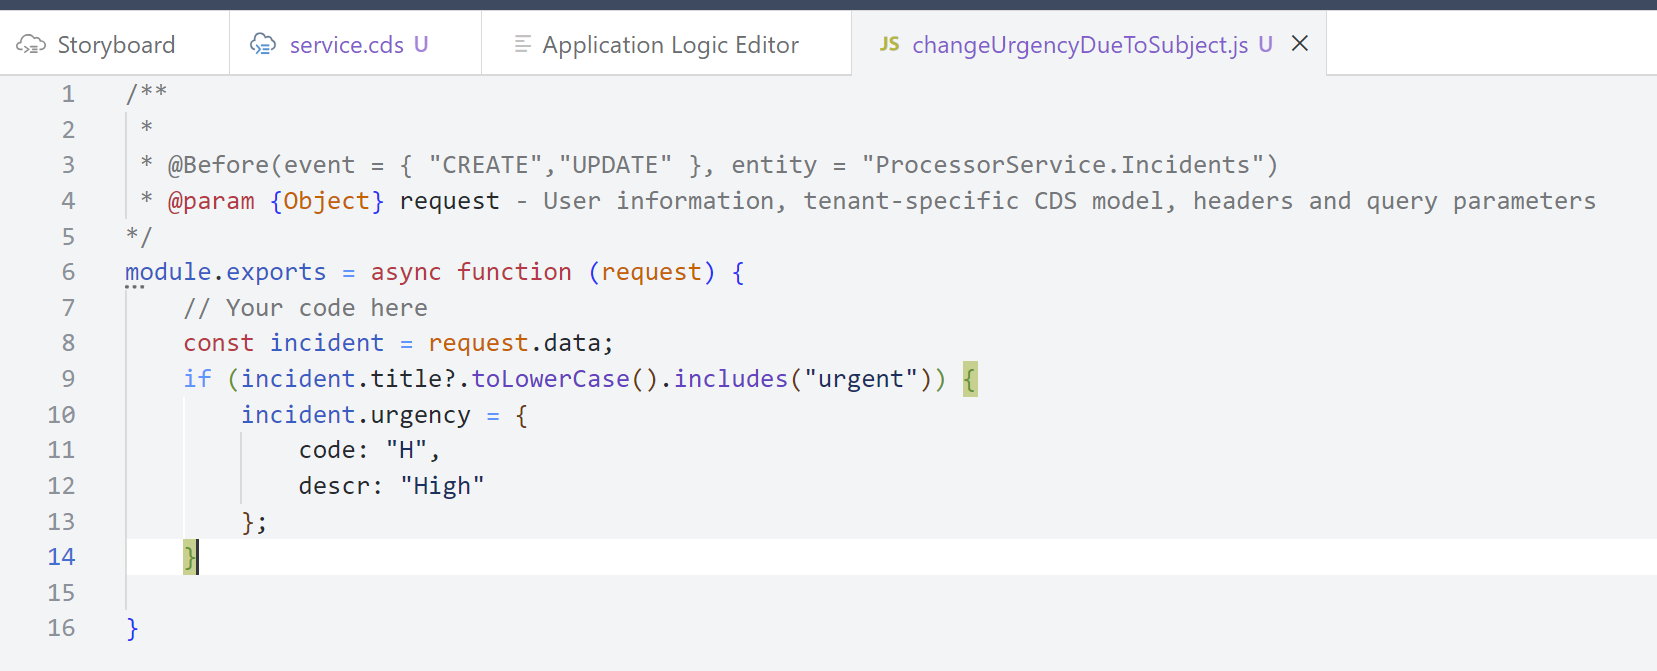 Storyboard
service.cds U
Application Logic Editor
JS changeUrgencyDueToSubject.js U
1 /**
2  *
3  * @Before(event = { "CREATE","UPDATE" }, entity = "ProcessorService.Incidents")
4  * @param {Object} request - User information, tenant-specific CDS model, headers and query parameters
5 */
6 module.exports = async function (request) {
7     // Your code here
8     const incident = request.data;
9     if (incident.title?.toLowerCase().includes("urgent")) {
10         incident.urgency = {
11             code: "H",
12             descr: "High"
13         };
14     }
15
16 }